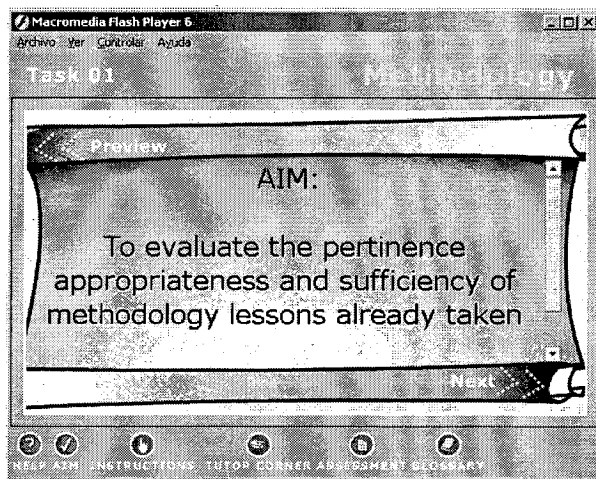 Macromedia Flash Player 6
Archivo Ver Controlar Ayuda
Task 01 Methodology
Preview
AIM:
To evaluate the pertinence
appropriateness and sufficiency of
methodology lessons already taken
Next
HELP AIM INSTRUCTIONS TUTOR CORNER ASSESSMENT GLOSSARY